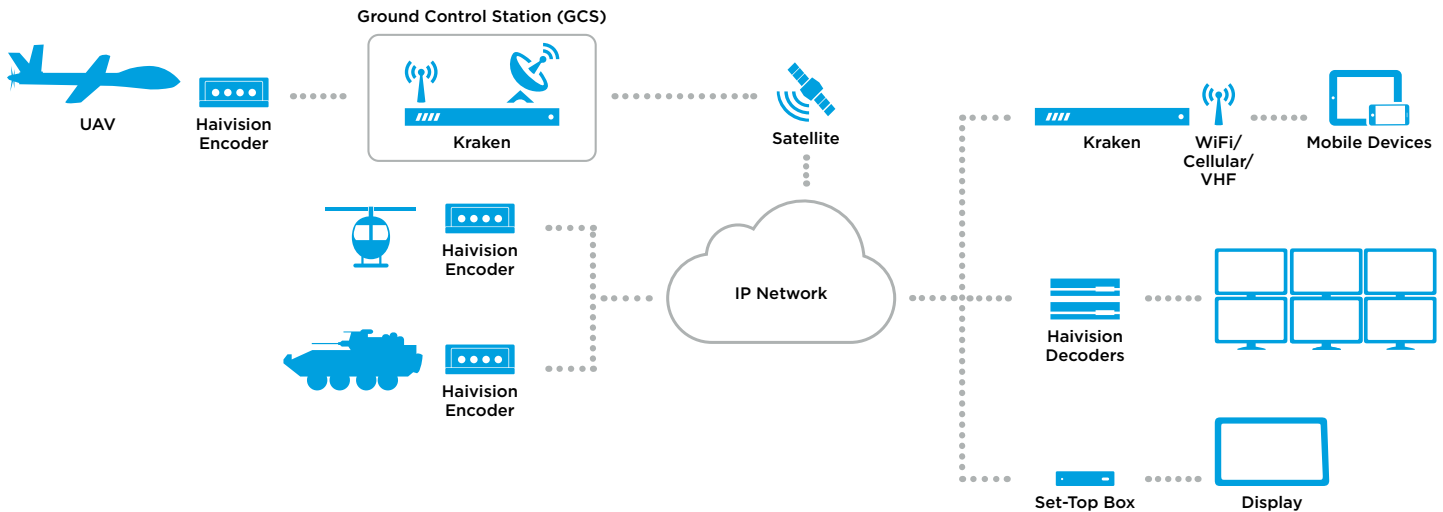 Ground Control Station (GCS)
UAV
Haivision
Encoder
Kraken
Satellite
Kraken
WiFi/
Cellular/
VHF
Mobile Devices
Haivision
Encoder
IP Network
Haivision
Decoders
Haivision
Encoder
Set-Top Box
Display